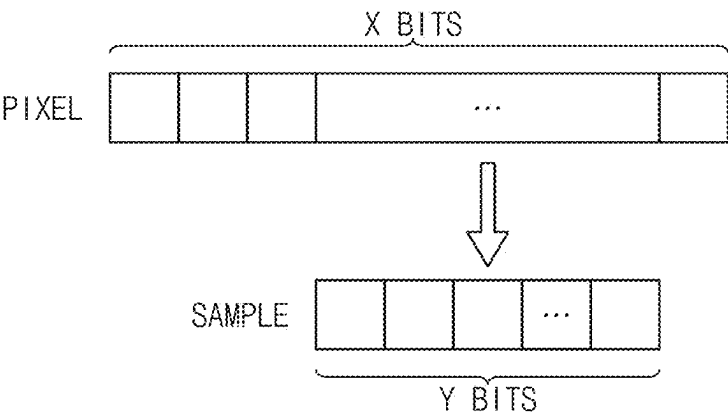 X BITS
PIXEL
...
SAMPLE
...
Y BITS